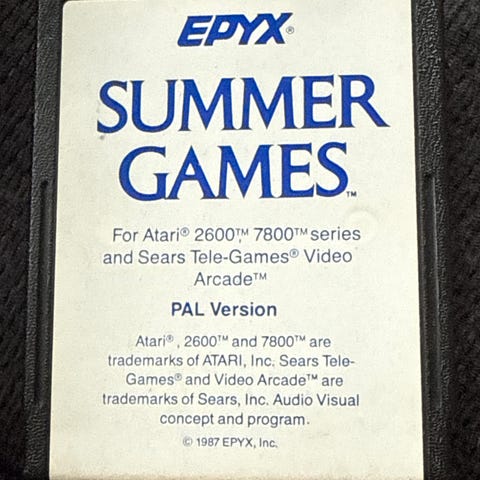 EPYX®
SUMMER
GAMES™
For Atari® 2600™, 7800™ series
and Sears Tele-Games® Video
Arcade™
PAL Version
Atari®, 2600™ and 7800™ are
trademarks of ATARI, Inc. Sears Tele-
Games® and Video Arcade™ are
trademarks of Sears, Inc. Audio Visual
concept and program.
© 1987 EPYX, Inc.